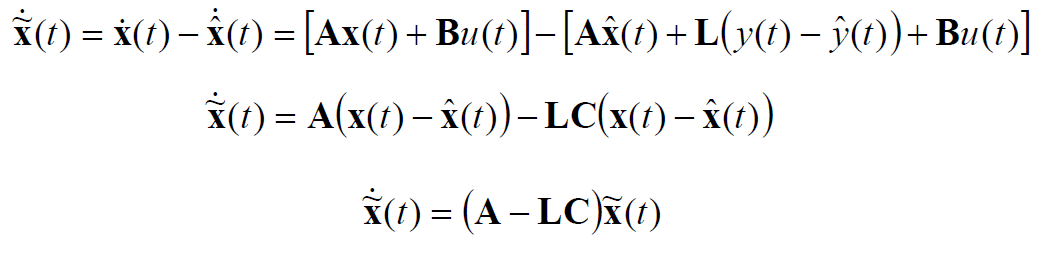 x̃̇(t) = ẋ(t) − x̂̇(t) = [Ax(t) + Bu(t)] − [Ax̂(t) + L(y(t) − ŷ(t)) + Bu(t)]
x̃̇(t) = A(x(t) − x̂(t)) − LC(x(t) − x̂(t))
x̃̇(t) = (A − LC)x̃(t)